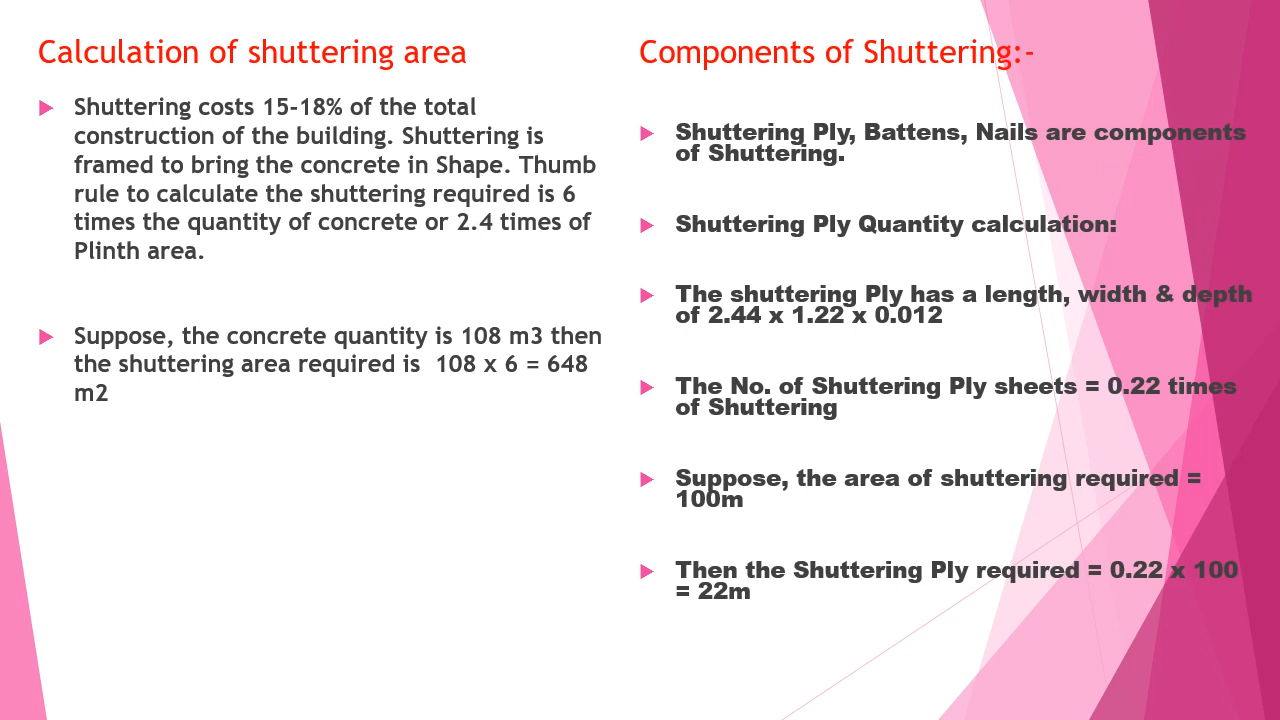 Calculation of shuttering area
Shuttering costs 15-18% of the total
construction of the building. Shuttering is
framed to bring the concrete in Shape. Thumb
rule to calculate the shuttering required is 6
times the quantity of concrete or 2.4 times of
Plinth area.
Suppose, the concrete quantity is 108 m3 then
the shuttering area required is  108 x 6 = 648
m2
Components of Shuttering:-
Shuttering Ply, Battens, Nails are components
of Shuttering.
Shuttering Ply Quantity calculation:
The shuttering Ply has a length, width & depth
of 2.44 x 1.22 x 0.012
The No. of Shuttering Ply sheets = 0.22 times
of Shuttering
Suppose, the area of shuttering required =
100m
Then the Shuttering Ply required = 0.22 x 100
= 22m